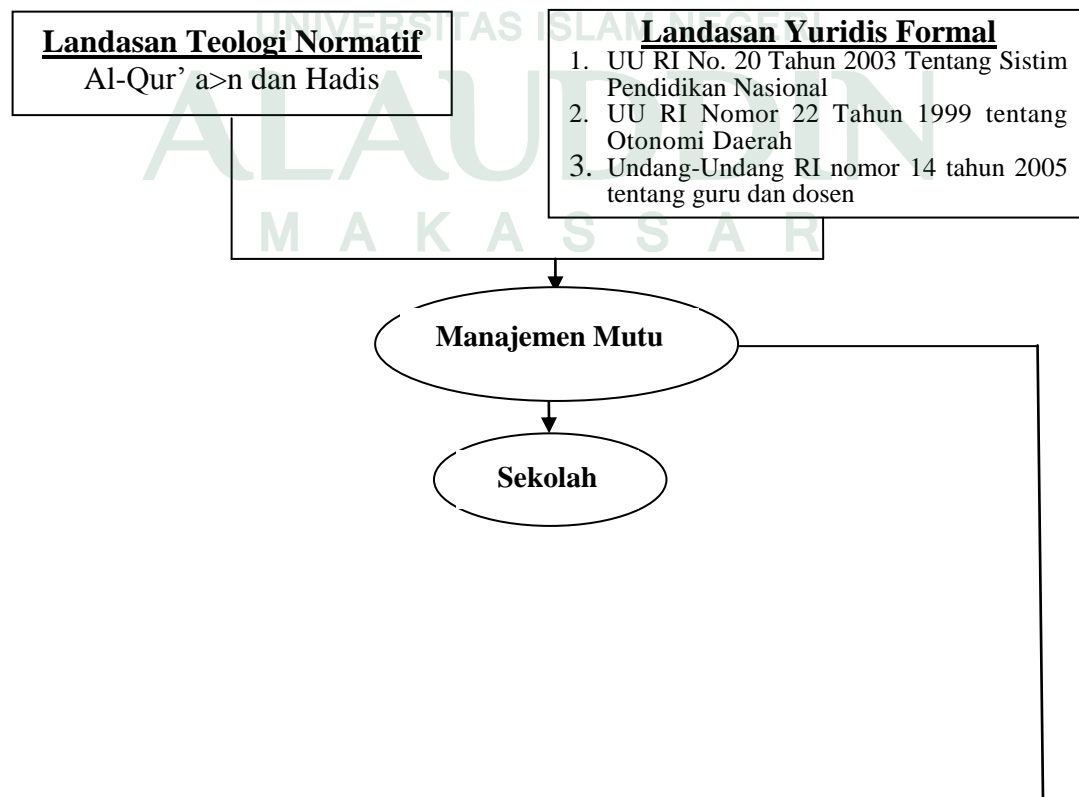 UNIVERSITAS ISLAM NEGERI
ALAUDDIN
MAKASSAR
Landasan Teologi Normatif
Al-Qur' a>n dan Hadis
Landasan Yuridis Formal
1. UU RI No. 20 Tahun 2003 Tentang Sistim
Pendidikan Nasional
2. UU RI Nomor 22 Tahun 1999 tentang
Otonomi Daerah
3. Undang-Undang RI nomor 14 tahun 2005
tentang guru dan dosen
Manajemen Mutu
Sekolah